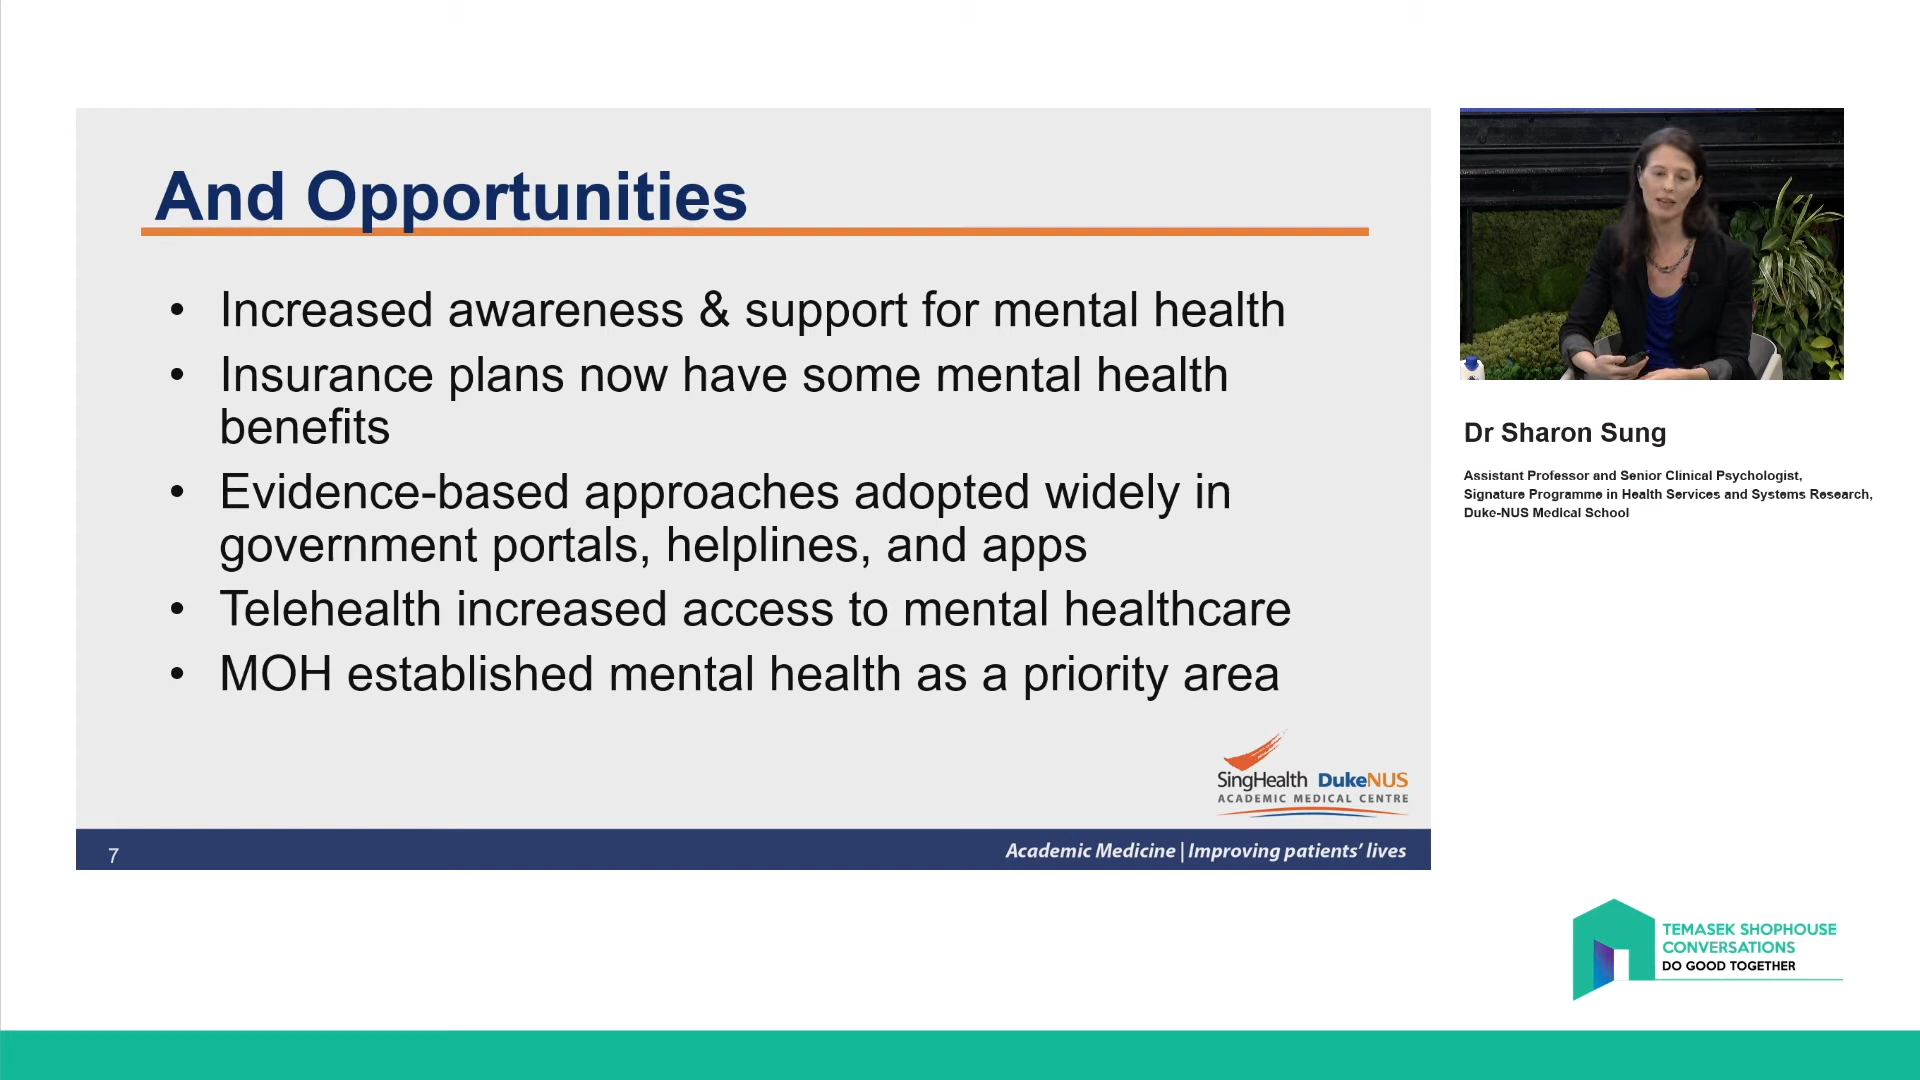 And Opportunities
• Increased awareness & support for mental health
• Insurance plans now have some mental health
benefits
• Evidence-based approaches adopted widely in
government portals, helplines, and apps
• Telehealth increased access to mental healthcare
• MOH established mental health as a priority area
SingHealth DukeNUS
ACADEMIC MEDICAL CENTRE
7
Academic Medicine | Improving patients’ lives
Dr Sharon Sung
Assistant Professor and Senior Clinical Psychologist,
Signature Programme in Health Services and Systems Research,
Duke-NUS Medical School
TEMASEK SHOPHOUSE
CONVERSATIONS
DO GOOD TOGETHER